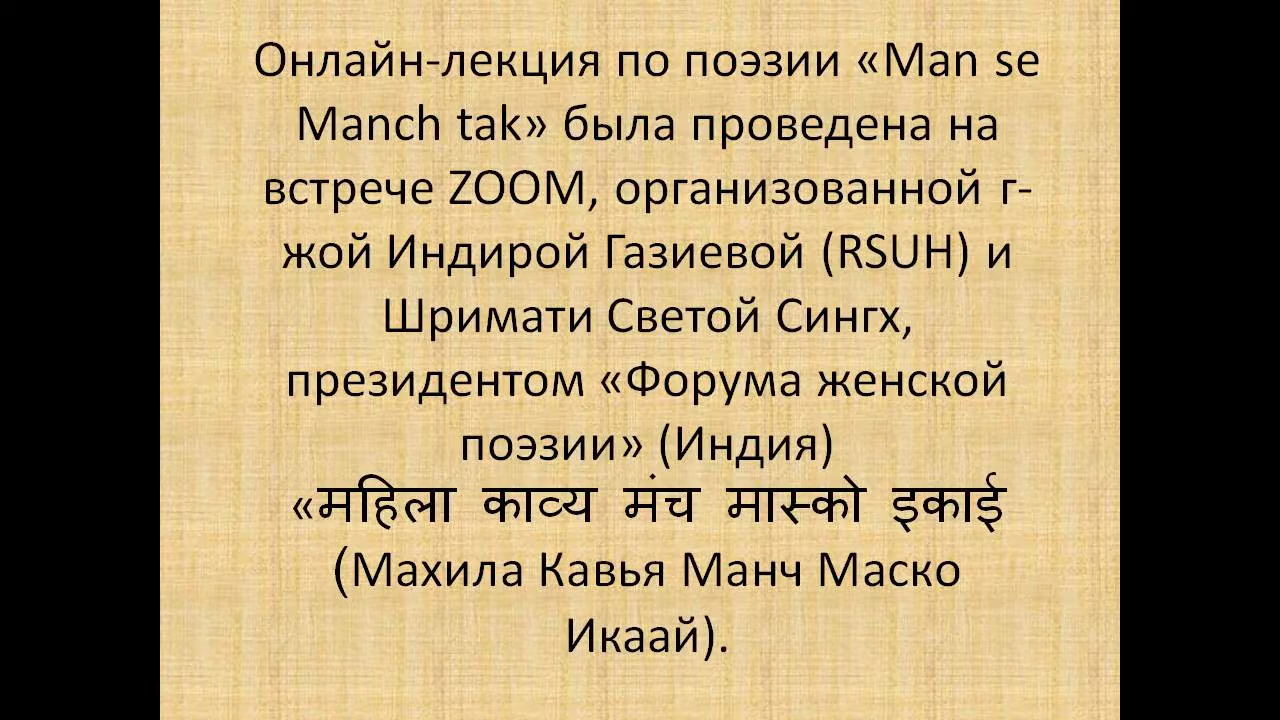 Онлайн-лекция по поэзии «Man se
Manch tak» была проведена на
встрече ZOOM, организованной г-
жой Индирой Газиевой (RSUH) и
Шримати Светой Сингх,
президентом «Форума женской
поэзии» (Индия)
«महिला काव्य मंच मास्को इकाई
(Махила Кавья Манч Маско
Икаай).